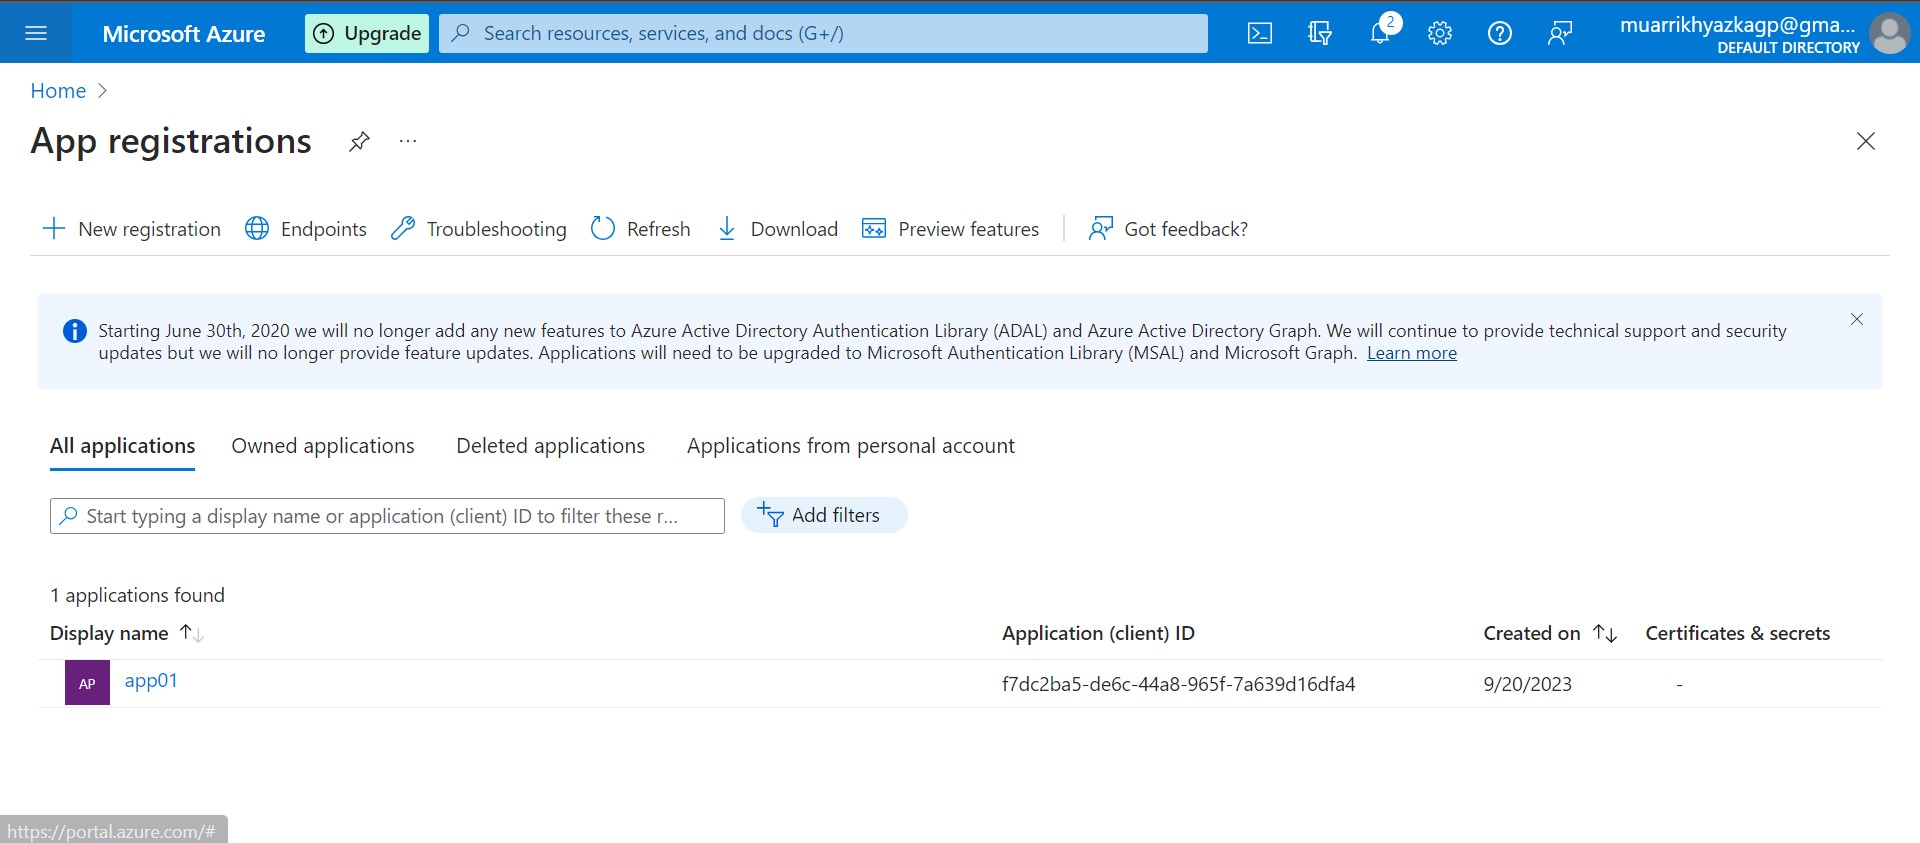 Microsoft Azure
Upgrade
Search resources, services, and docs (G+/)
2
muarrikhyazkagp@gma...
DEFAULT DIRECTORY
Home
App registrations
New registration
Endpoints
Troubleshooting
Refresh
Download
Preview features
Got feedback?
Starting June 30th, 2020 we will no longer add any new features to Azure Active Directory Authentication Library (ADAL) and Azure Active Directory Graph. We will continue to provide technical support and security
updates but we will no longer provide feature updates. Applications will need to be upgraded to Microsoft Authentication Library (MSAL) and Microsoft Graph. Learn more
All applications
Owned applications
Deleted applications
Applications from personal account
Start typing a display name or application (client) ID to filter these r...
Add filters
1 applications found
Display name
Application (client) ID
Created on
Certificates & secrets
AP
app01
f7dc2ba5-de6c-44a8-965f-7a639d16dfa4
9/20/2023
-
https://portal.azure.com/#